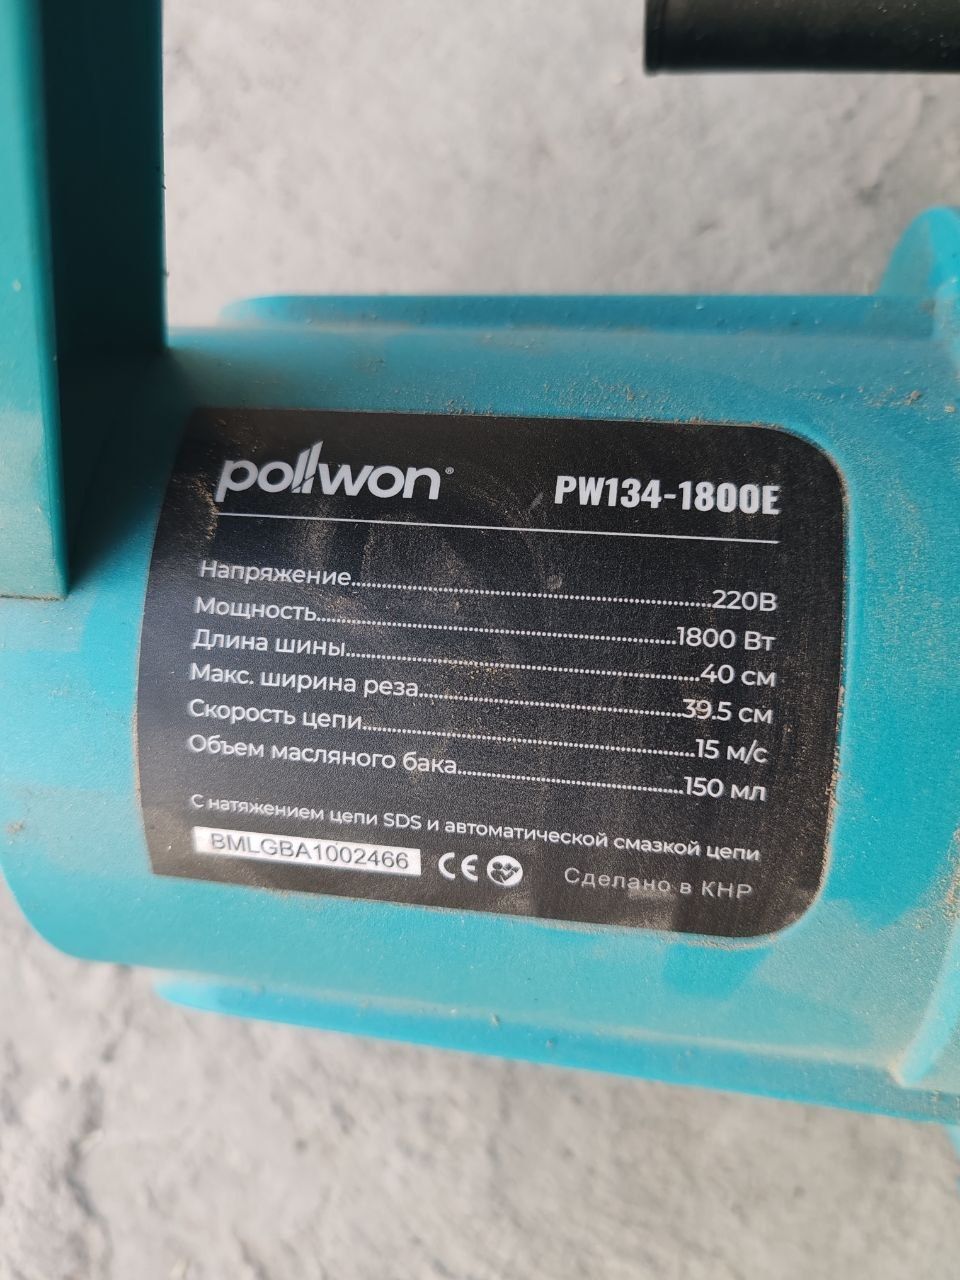 pollwon®
PW134-1800E
Напряжение........220В
Мощность........1800 Вт
Длина шины........40 см
Макс. ширина реза........39.5 см
Скорость цепи........15 м/с
Объем масляного бака........150 мл
С натяжением цепи SDS и автоматической смазкой цепи
BMLGBA1002466 CE Сделано в КНР